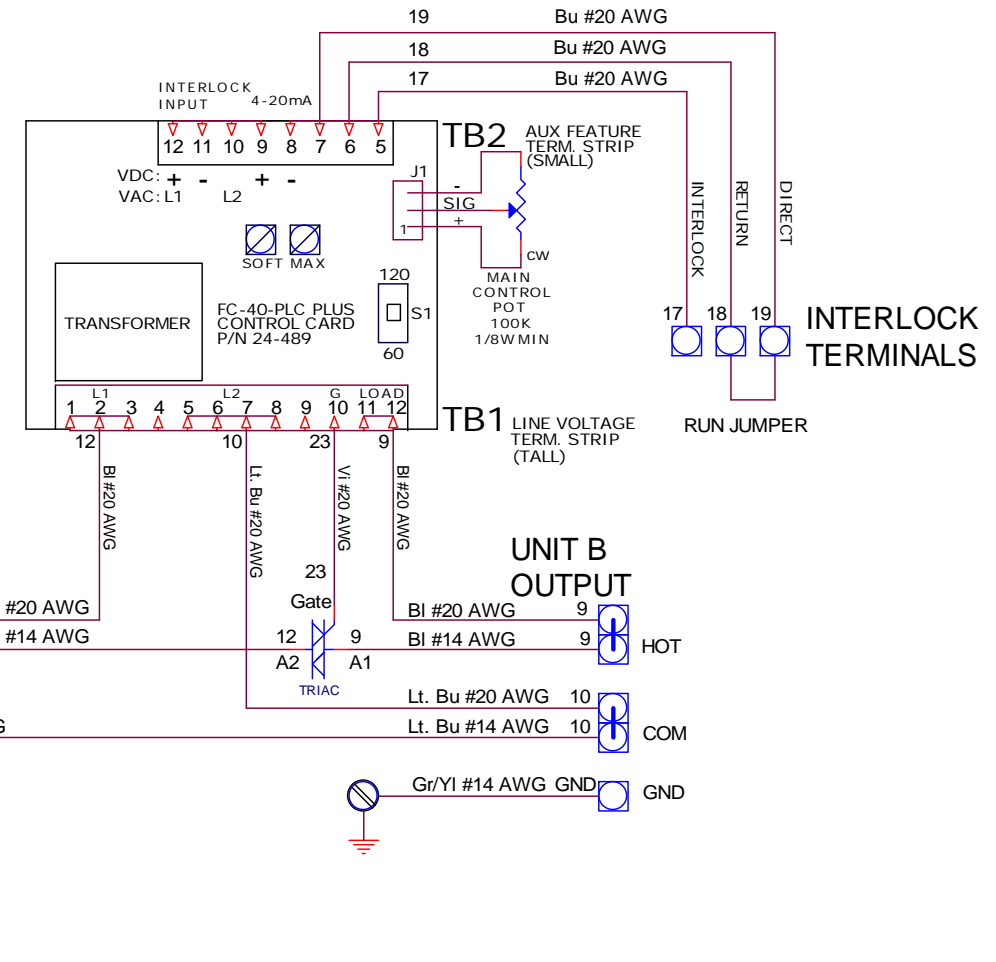 19 Bu #20 AWG
18 Bu #20 AWG
17 Bu #20 AWG
INTERLOCK
INPUT
4-20mA
12 11 10 9 8 7 6 5
TB2
AUX FEATURE
TERM. STRIP
(SMALL)
VDC: + - + -
VAC: L1 L2
J1
-
SIG
+
1
SOFT MAX
CW
MAIN
CONTROL
POT
100K
1/8W MIN
INTERLOCK
RETURN
DIRECT
TRANSFORMER
FC-40-PLC PLUS
CONTROL CARD
P/N 24-489
120
S1
60
17 18 19
INTERLOCK
TERMINALS
RUN JUMPER
L1 L2 G LOAD
1 2 3 4 5 6 7 8 9 10 11 12
TB1
LINE VOLTAGE
TERM. STRIP
(TALL)
12 10 23 9
Bl #20 AWG
Lt. Bu #20 AWG
Vi #20 AWG
Bl #20 AWG
UNIT B
OUTPUT
23
Gate
#20 AWG
Bl #20 AWG 9
#14 AWG
12 9
Bl #14 AWG 9
HOT
A2 A1
TRIAC
Lt. Bu #20 AWG 10
Lt. Bu #14 AWG 10
COM
G
Gr/Yl #14 AWG GND
GND